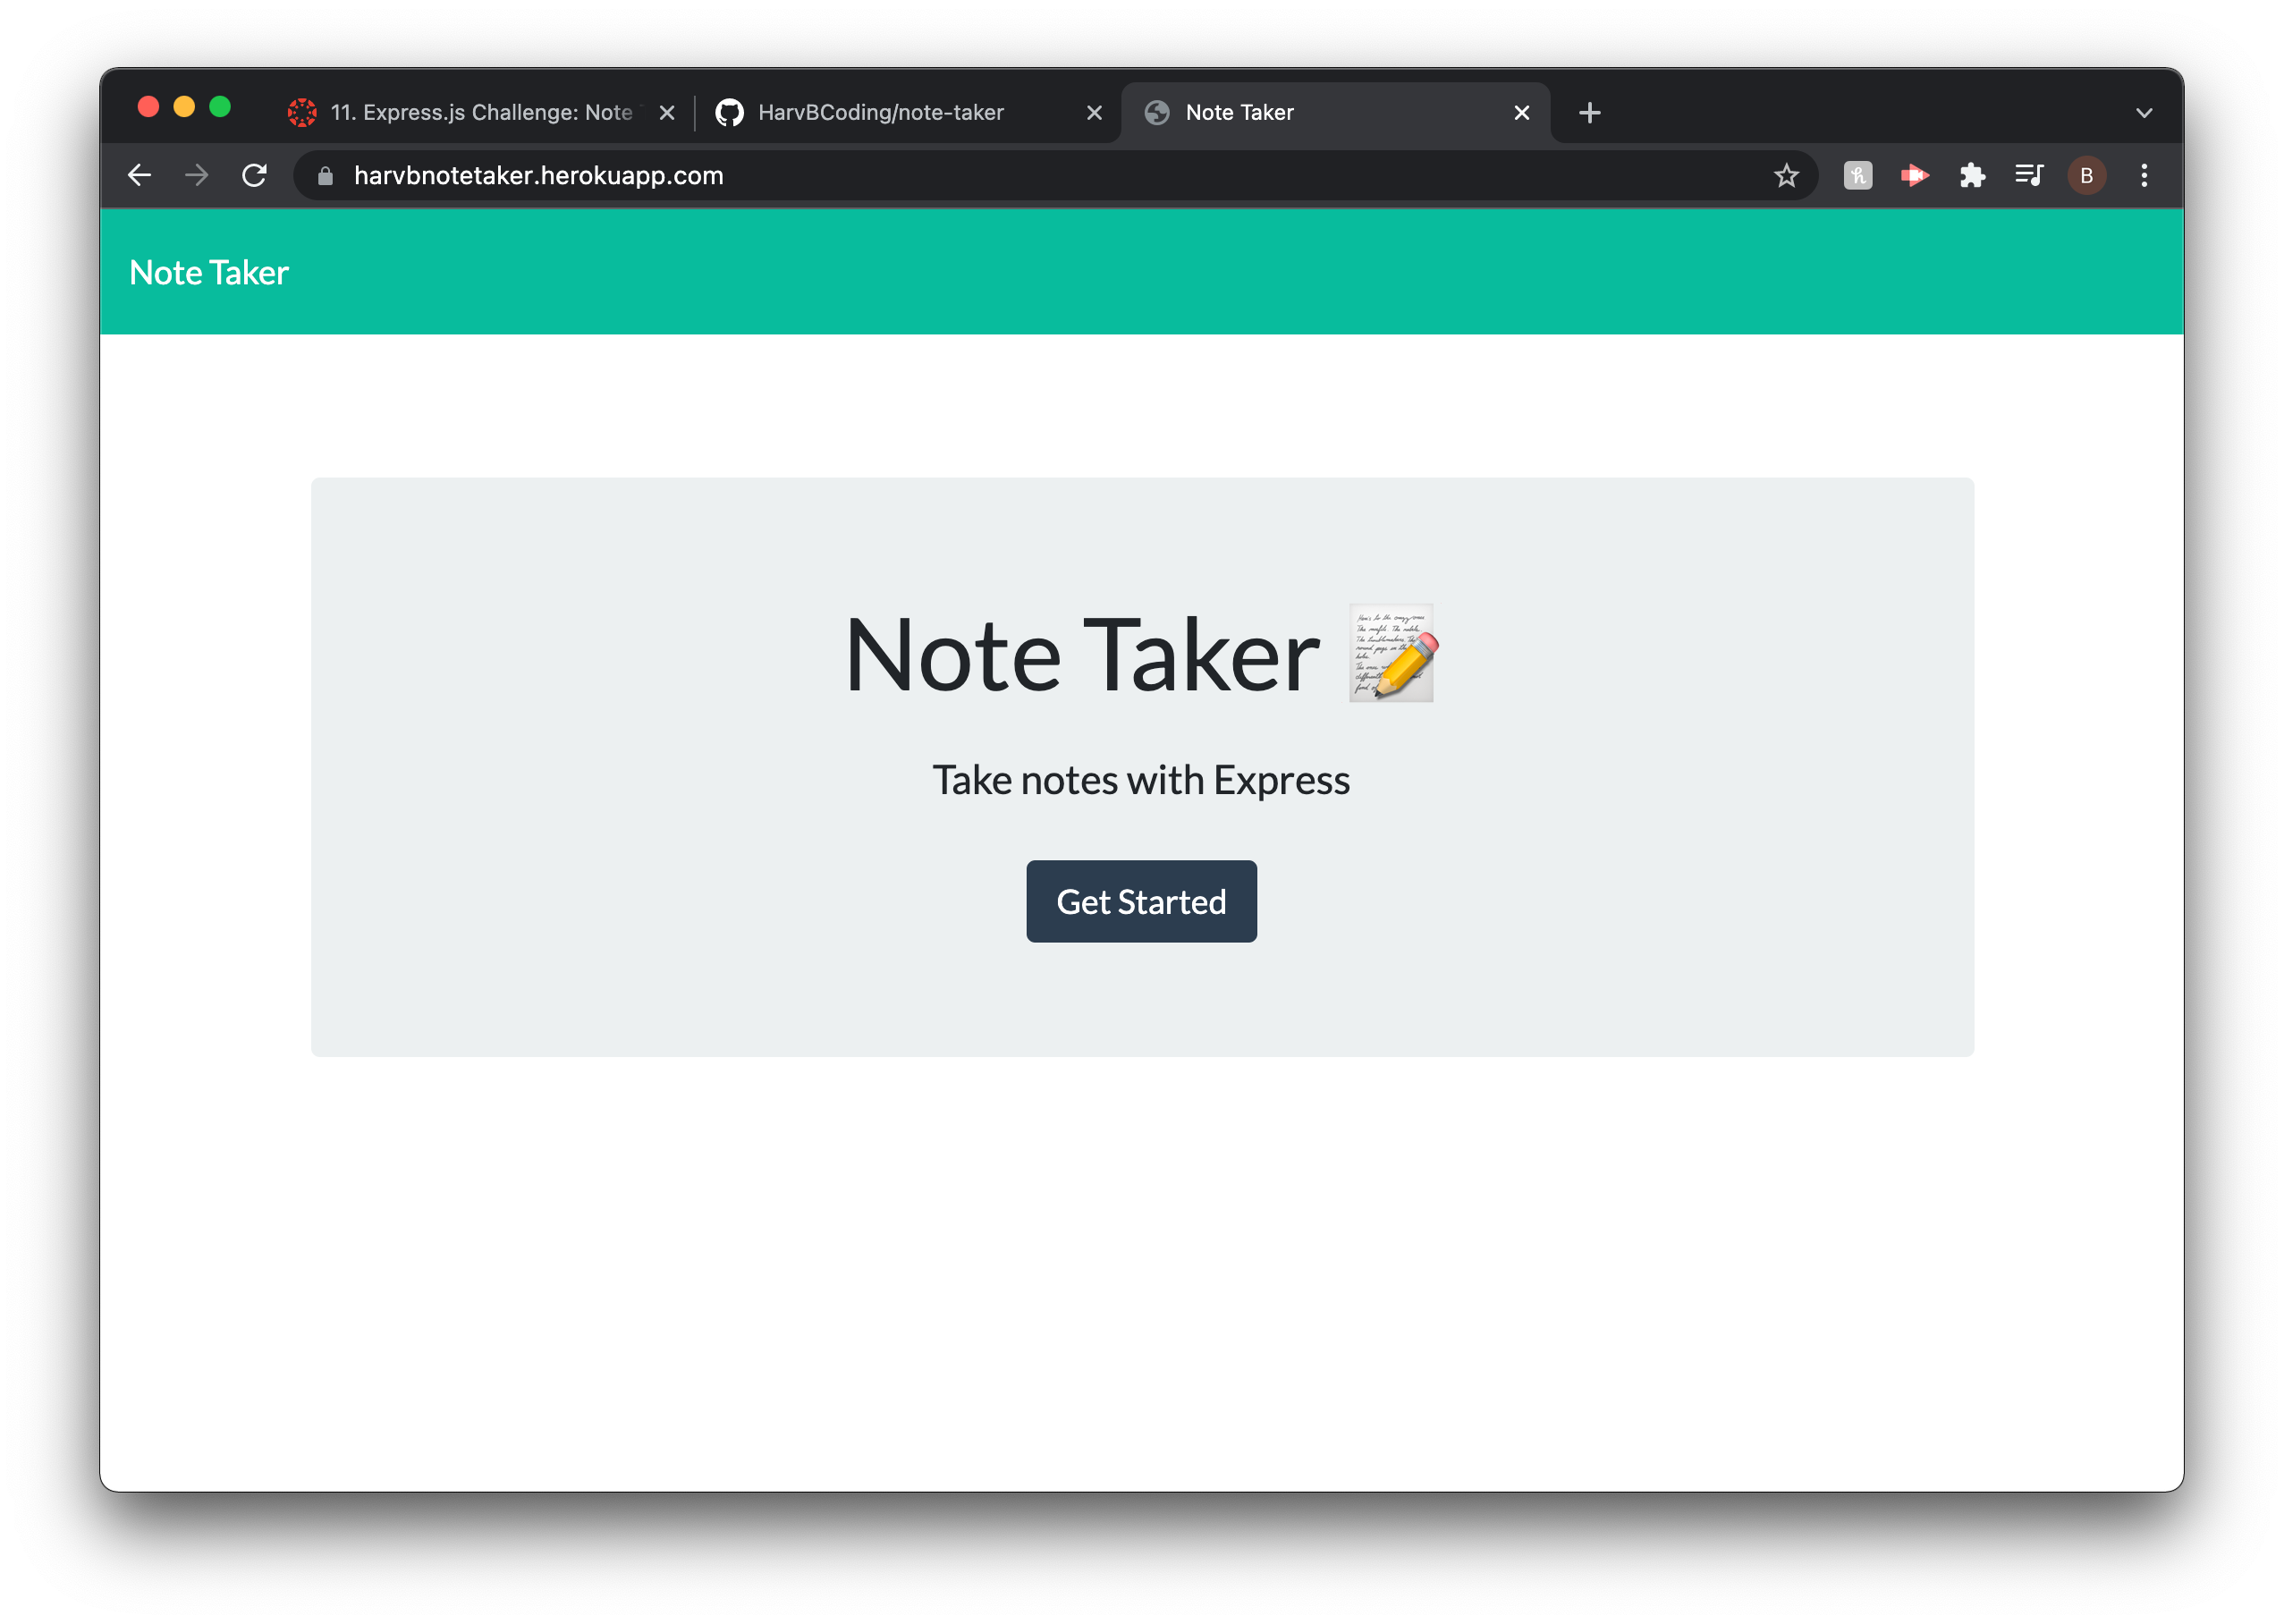 11. Express.js Challenge: Note
HarvBCoding/note-taker
Note Taker
harvbnotetaker.herokuapp.com
B
Note Taker
Note Taker
Take notes with Express
Get Started